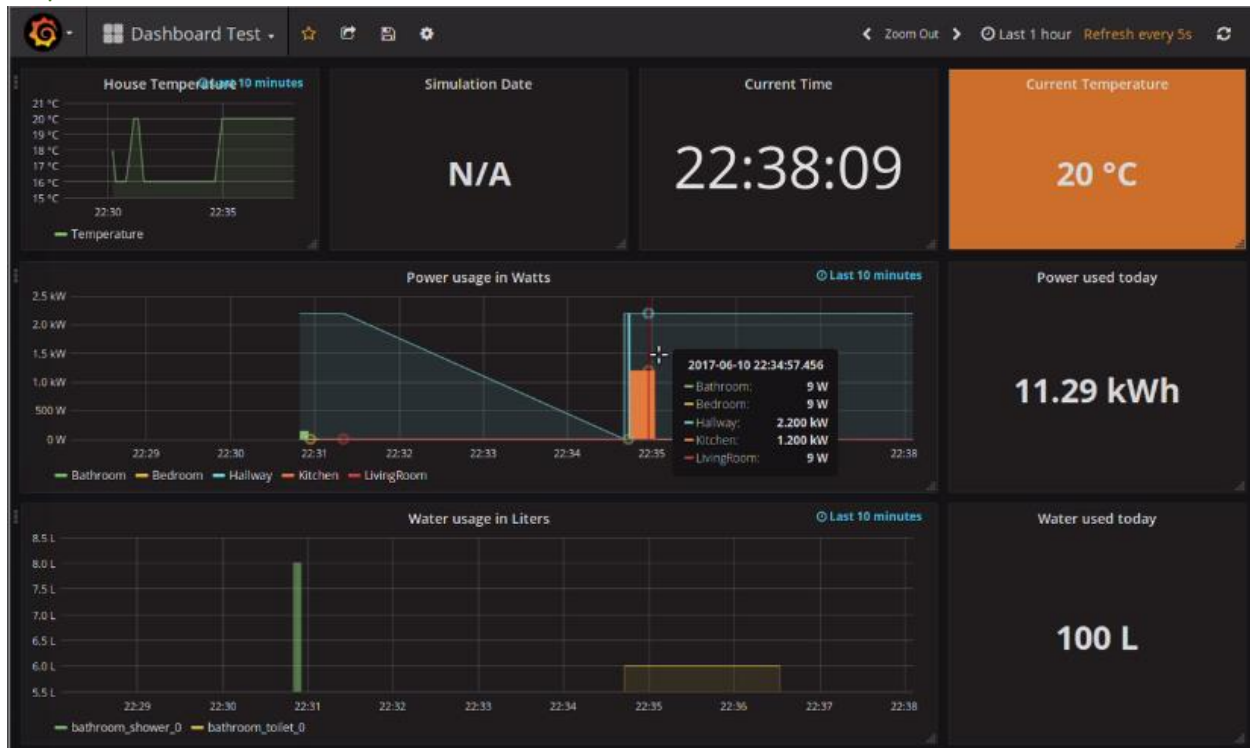 Dashboard Test
Zoom Out Last 1 hour Refresh every 5s
House Temperature Last 10 minutes
21 °C
20 °C
19 °C
18 °C
17 °C
16 °C
15 °C
22:30 22:35
Temperature
Simulation Date
N/A
Current Time
22:38:09
Current Temperature
20 °C
Power usage in Watts
Last 10 minutes
2.5 kW
2.0 kW
1.5 kW
1.0 kW
500 W
0 W
22:29 22:30 22:31 22:32 22:33 22:34 22:35 22:38
Bathroom Bedroom Hallway Kitchen LivingRoom
2017-06-10 22:34:57.456
Bathroom: 9 W
Bedroom: 9 W
Hallway: 2.200 kW
Kitchen: 1.200 kW
LivingRoom: 9 W
Power used today
11.29 kWh
Water usage in Liters
Last 10 minutes
8.5 L
8.0 L
7.5 L
7.0 L
6.5 L
6.0 L
5.5 L
22:29 22:30 22:31 22:32 22:33 22:34 22:35 22:36 22:37 22:38
bathroom_shower_0 bathroom_toilet_0
Water used today
100 L